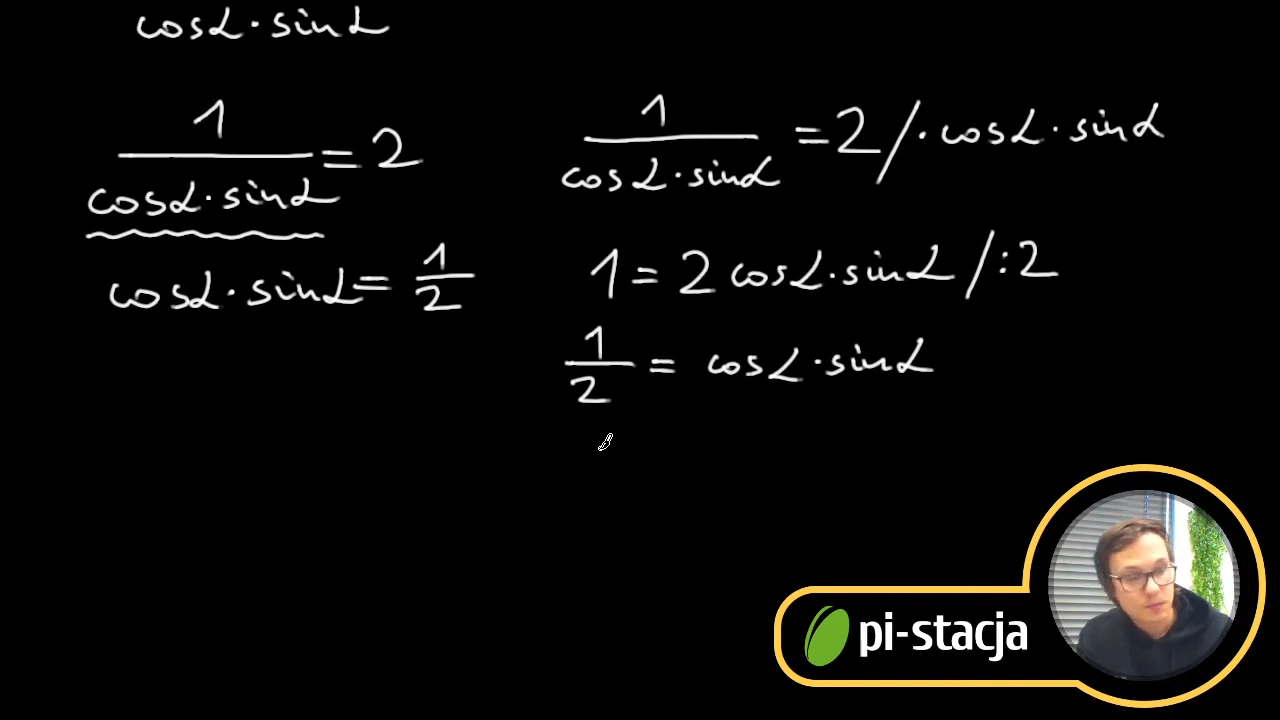 cosα · sinα
1
cosα · sinα = 2
cosα · sinα = 1/2
1
cosα · sinα = 2 / · cosα · sinα
1 = 2 cosα · sinα / : 2
1/2 = cosα · sinα
pi-stacja